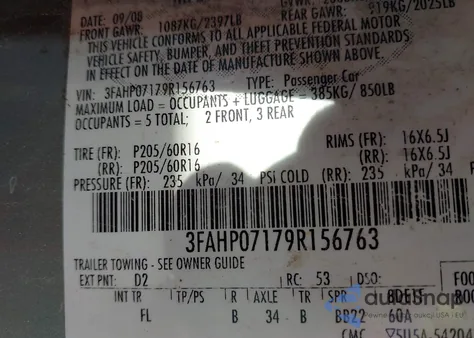 DATE: 09/08
FRONT GAWR: 1087KG/2397LB REAR GAWR: 919KG/2025LB
THIS VEHICLE CONFORMS TO ALL APPLICABLE FEDERAL MOTOR
VEHICLE SAFETY, BUMPER, AND THEFT PREVENTION STANDARDS
IN EFFECT ON THE DATE OF MANUFACTURE SHOWN ABOVE.
VIN: 3FAHP07179R156763 TYPE: Passenger Car
MAXIMUM LOAD = OCCUPANTS + LUGGAGE = 385KG/ 850LB
OCCUPANTS = 5 TOTAL; 2 FRONT, 3 REAR
TIRE (FR): P205/60R16 RIMS (FR): 16X6.5J
(RR): P205/60R16 (RR): 16X6.5J
PRESSURE (FR): 235 kPa/ 34 PSI COLD (RR): 235 kPa/ 34
3FAHP07179R156763
TRAILER TOWING - SEE OWNER GUIDE
EXT PNT: D2 RC: 53 DSO: F00
INT TR TP/PS R AXLE TR SPR
FL B 34 B BB22 60A
autosnap